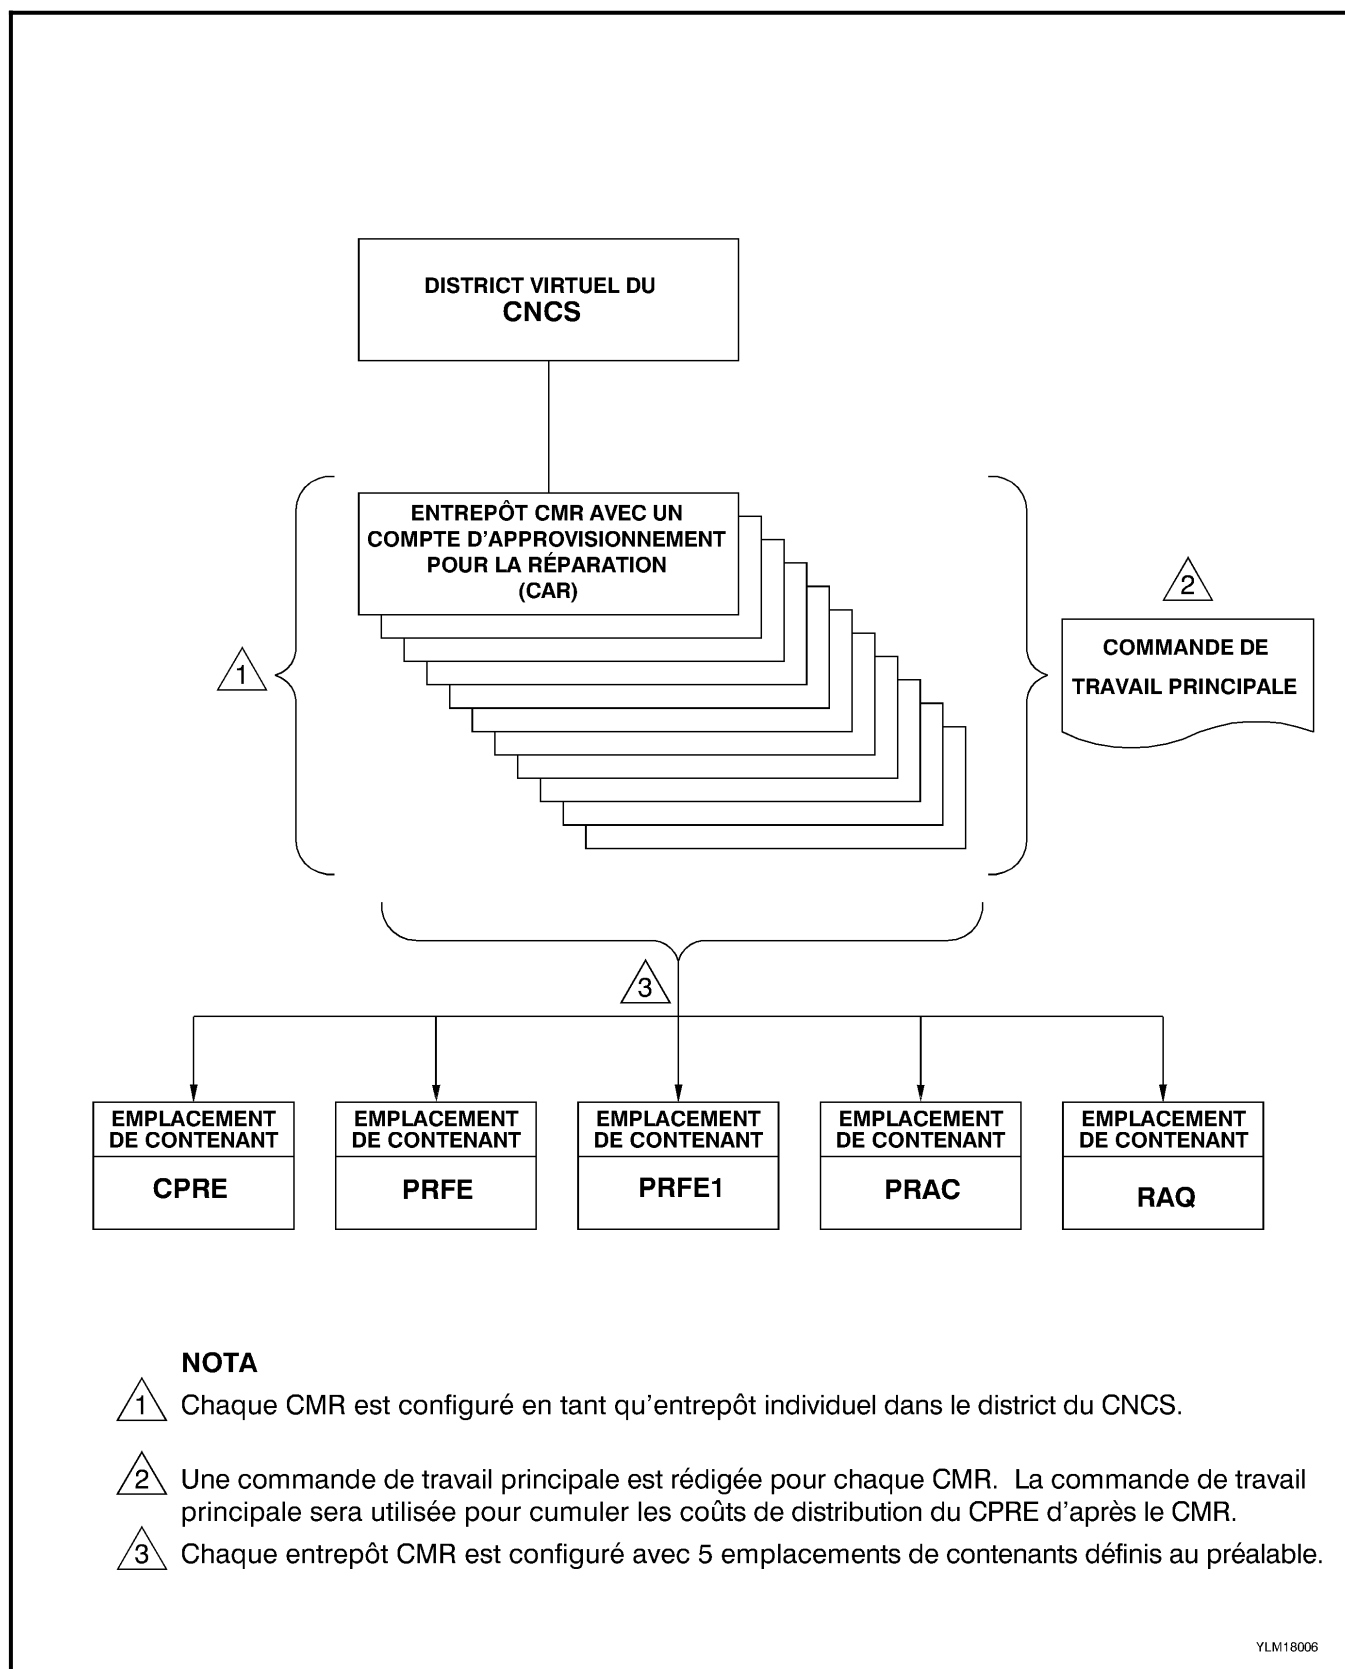 DISTRICT VIRTUEL DU
CNCS
ENTREPÔT CMR AVEC UN
COMPTE D'APPROVISIONNEMENT
POUR LA RÉPARATION
(CAR)
1
2
COMMANDE DE
TRAVAIL PRINCIPALE
3
EMPLACEMENT
DE CONTENANT
CPRE
EMPLACEMENT
DE CONTENANT
PRFE
EMPLACEMENT
DE CONTENANT
PRFE1
EMPLACEMENT
DE CONTENANT
PRAC
EMPLACEMENT
DE CONTENANT
RAQ
NOTA
1 Chaque CMR est configuré en tant qu'entrepôt individuel dans le district du CNCS.
2 Une commande de travail principale est rédigée pour chaque CMR. La commande de travail
principale sera utilisée pour cumuler les coûts de distribution du CPRE d'après le CMR.
3 Chaque entrepôt CMR est configuré avec 5 emplacements de contenants définis au préalable.
YLM18006